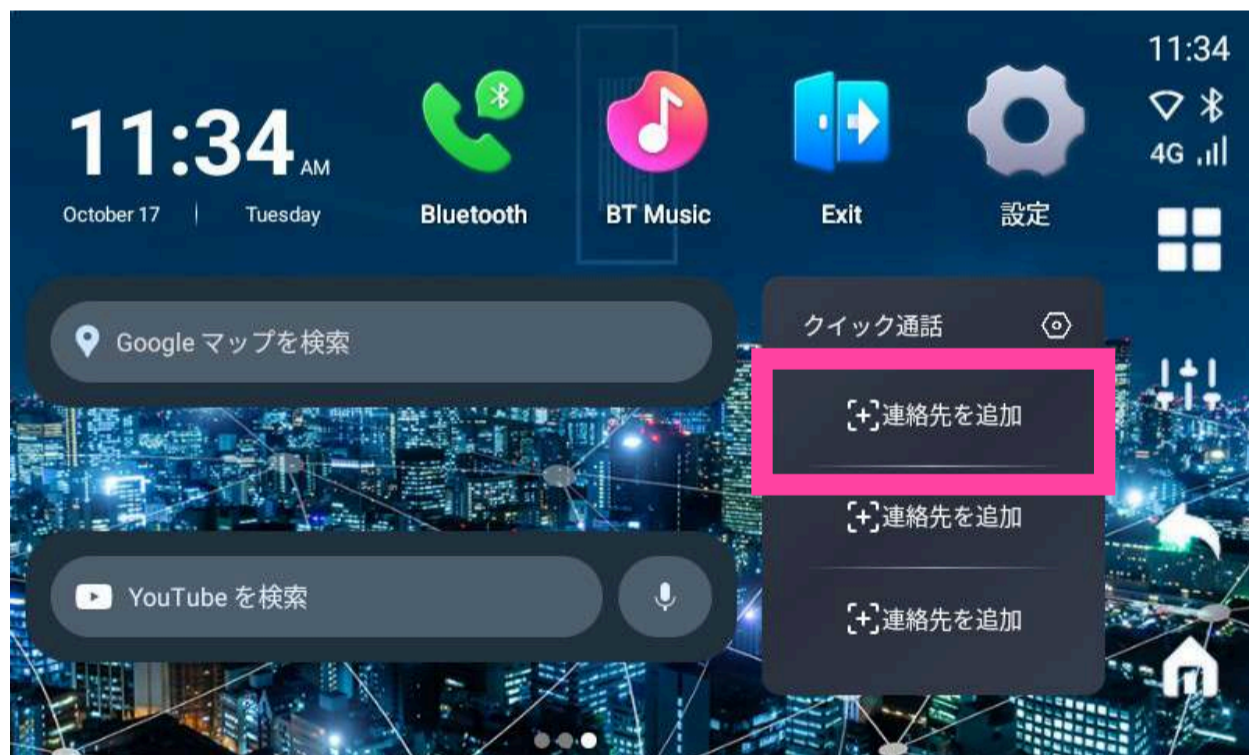 11:34 AM
October 17 | Tuesday
Bluetooth
BT Music
Exit
設定
11:34
4G
Google マップを検索
クイック通話
連絡先を追加
連絡先を追加
連絡先を追加
YouTube を検索